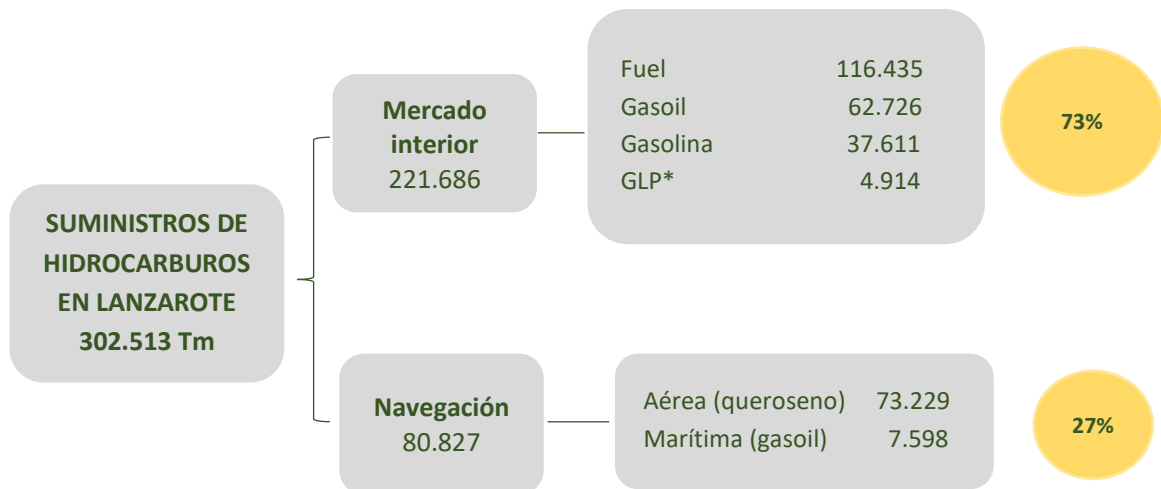 SUMINISTROS DE
HIDROCARBUROS
EN LANZAROTE
302.513 Tm
Mercado
interior
221.686
Fuel 116.435
Gasoil 62.726
Gasolina 37.611
GLP* 4.914
73%
Navegación
80.827
Aérea (queroseno) 73.229
Marítima (gasoil) 7.598
27%